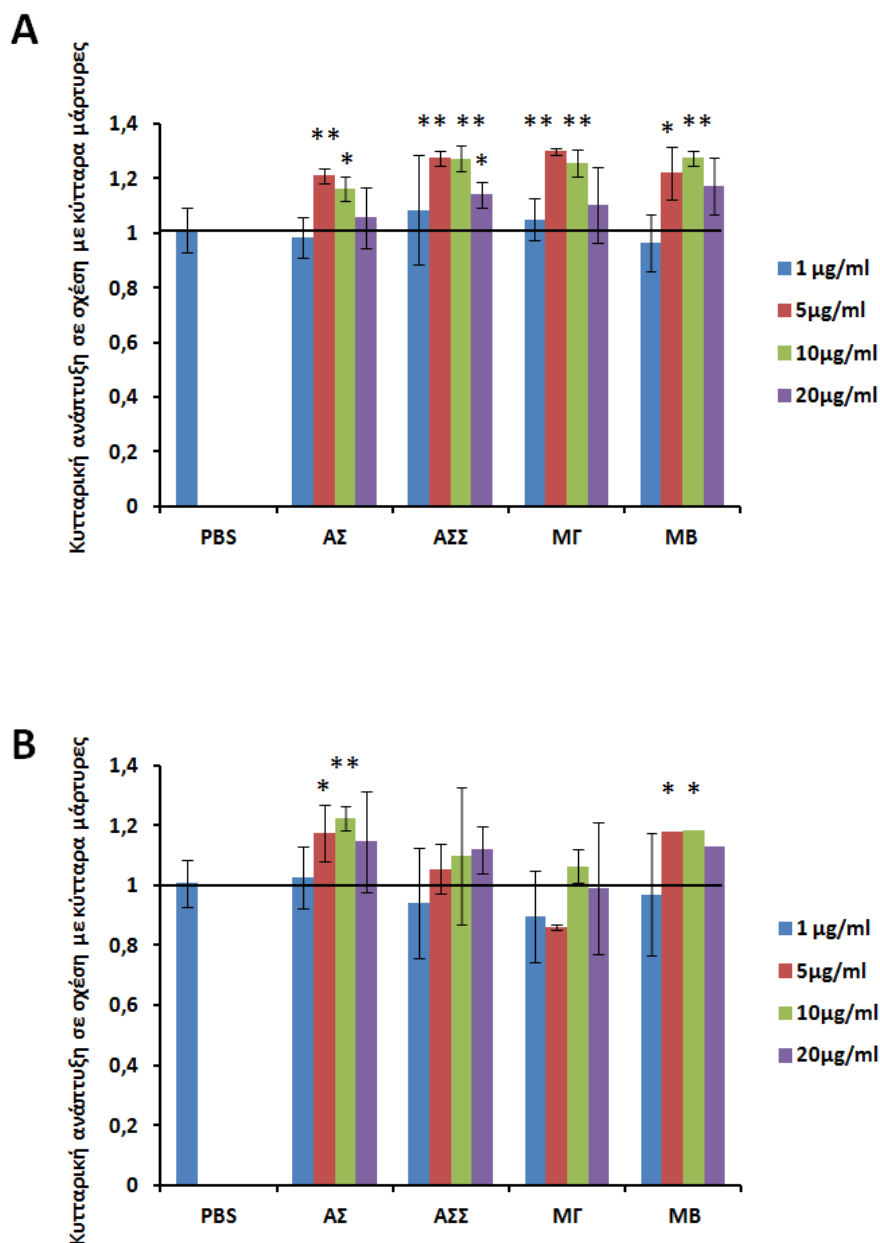 A
Κυτταρική ανάπτυξη σε σχέση με κύτταρα μάρτυρες
1,4
1,2
1
0,8
0,6
0,4
0,2
0
** * ** ** * ** ** * **
PBS ΑΣ ΑΣΣ ΜΓ ΜΒ
1 μg/ml
5μg/ml
10μg/ml
20μg/ml
B
Κυτταρική ανάπτυξη σε σχέση με κύτταρα μάρτυρες
1,4
1,2
1
0,8
0,6
0,4
0,2
0
* ** * *
PBS ΑΣ ΑΣΣ ΜΓ ΜΒ
1 μg/ml
5μg/ml
10μg/ml
20μg/ml